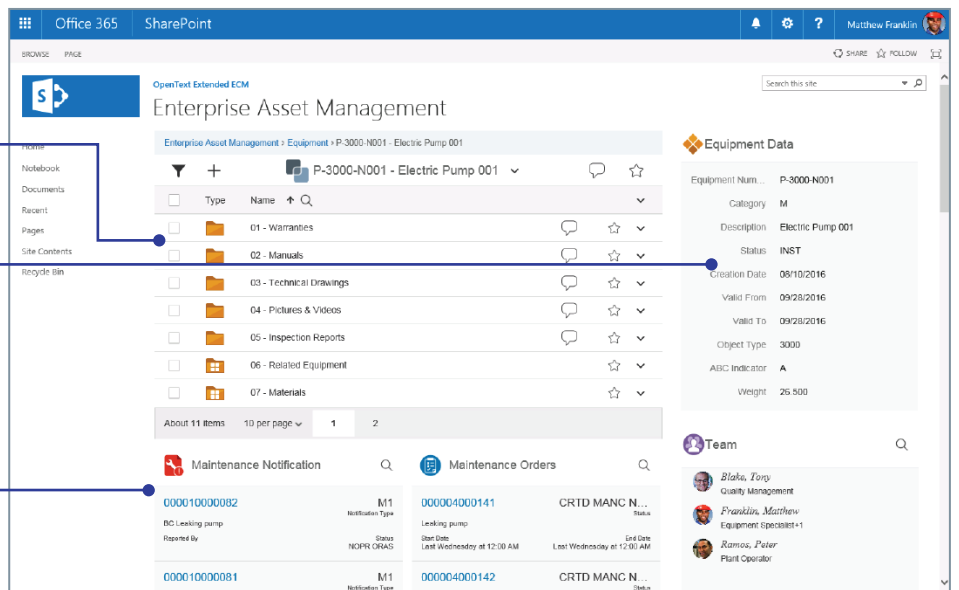 Office 365 SharePoint ? Matthew Franklin
BROWSE PAGE SHARE FOLLOW
S
OpenText Extended ECM
Search this site
Enterprise Asset Management
Home
Notebook
Documents
Recent
Pages
Site Contents
Recycle Bin
Enterprise Asset Management > Equipment > P-3000-N001 - Electric Pump 001
P-3000-N001 - Electric Pump 001
Type Name
01 - Warranties
02 - Manuals
03 - Technical Drawings
04 - Pictures & Videos
05 - Inspection Reports
06 - Related Equipment
07 - Materials
About 11 items 10 per page 1 2
Maintenance Notification
000010000082 M1
Notification Type
BC Leaking pump
Reported By Status
NOPR ORAS
000010000081 M1
Notification Type
Maintenance Orders
000004000141 CRTD MANC N...
Status
Leaking pump
Start Date End Date
Last Wednesday at 12:00 AM Last Wednesday at 12:00 AM
000004000142 CRTD MANC N...
Status
Equipment Data
Equipment Num... P-3000-N001
Category M
Description Electric Pump 001
Status INST
Creation Date 08/10/2016
Valid From 09/28/2016
Valid To 09/28/2016
Object Type 3000
ABC Indicator A
Weight 26.500
Team
Blake, Tony
Quality Management
Franklin, Matthew
Equipment Specialist+1
Ramos, Peter
Plant Operator